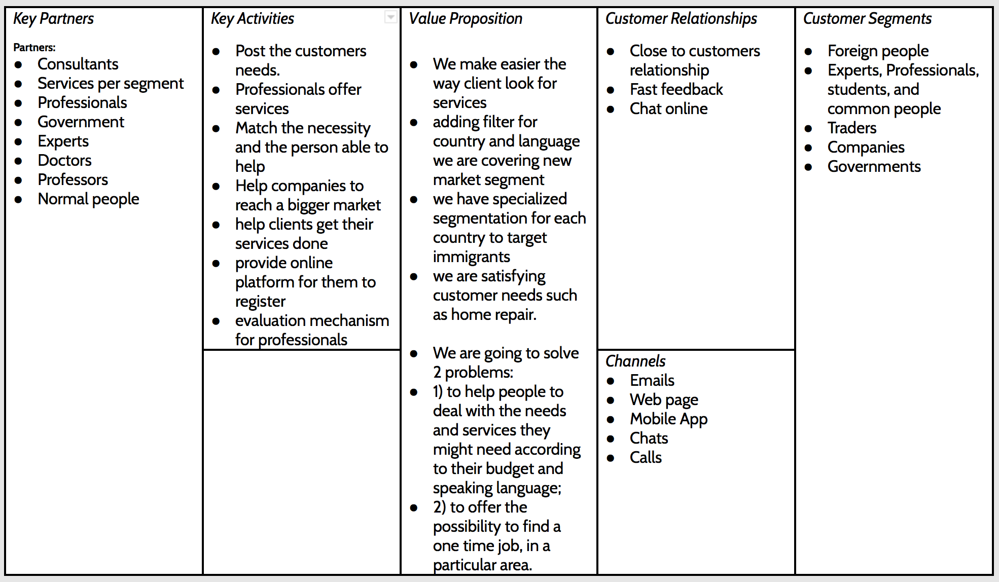 Key Partners
Partners:
● Consultants
● Services per segment
● Professionals
● Government
● Experts
● Doctors
● Professors
● Normal people
Key Activities
● Post the customers
needs.
● Professionals offer
services
● Match the necessity
and the person able to
help
● Help companies to
reach a bigger market
● help clients get their
services done
● provide online
platform for them to
register
● evaluation mechanism
for professionals
Value Proposition
● We make easier the
way client look for
services
● adding filter for
country and language
we are covering new
market segment
● we have specialized
segmentation for each
country to target
immigrants
● we are satisfying
customer needs such
as home repair.
● We are going to solve
2 problems:
● 1) to help people to
deal with the needs
and services they
might need according
to their budget and
speaking language;
● 2) to offer the
possibility to find a
one time job, in a
particular area.
Customer Relationships
● Close to customers
relationship
● Fast feedback
● Chat online
Channels
● Emails
● Web page
● Mobile App
● Chats
● Calls
Customer Segments
● Foreign people
● Experts, Professionals,
students, and
common people
● Traders
● Companies
● Governments